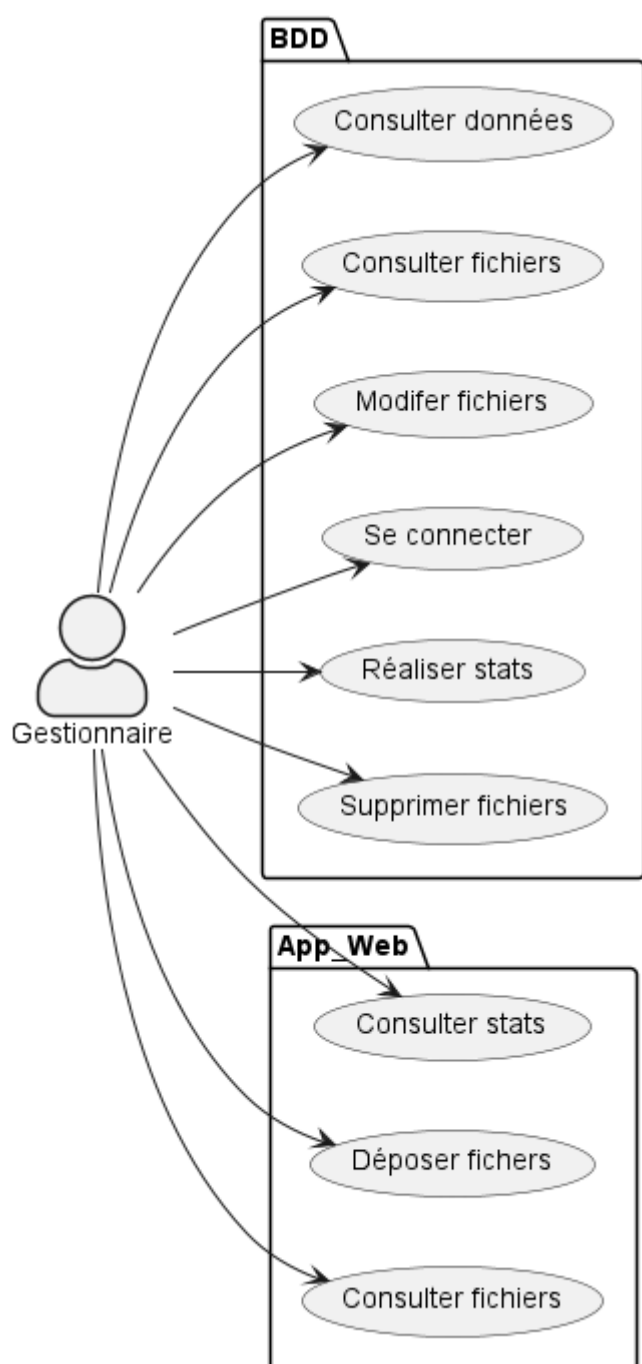 BDD
Consulter données
Consulter fichiers
Modifer fichiers
Se connecter
Réaliser stats
Gestionnaire
Supprimer fichiers
App_Web
Consulter stats
Déposer fichers
Consulter fichiers